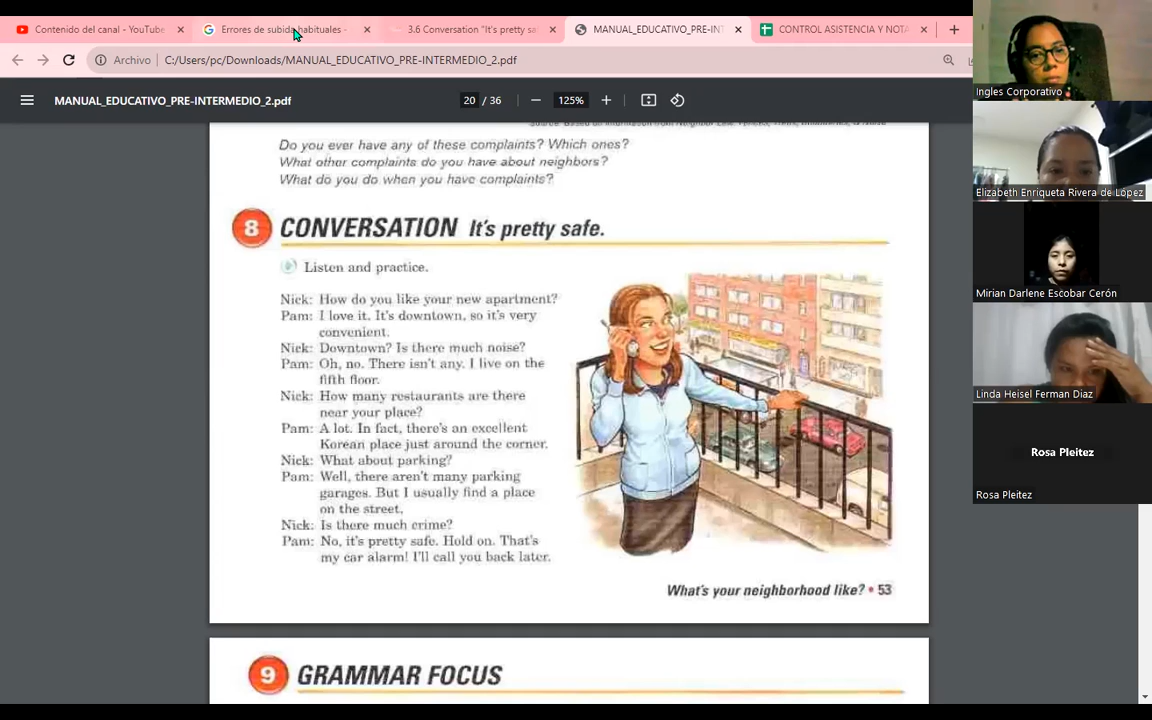 Contenido del canal - YouTube
Errores de subida habituales -
3.6 Conversation "It's pretty sa
MANUAL_EDUCATIVO_PRE-INT
CONTROL ASISTENCIA Y NOTA
Archivo
C:/Users/pc/Downloads/MANUAL_EDUCATIVO_PRE-INTERMEDIO_2.pdf
MANUAL_EDUCATIVO_PRE-INTERMEDIO_2.pdf
20 / 36
125%
Do you ever have any of these complaints? Which ones?
What other complaints do you have about neighbors?
What do you do when you have complaints?
8 CONVERSATION It's pretty safe.
Listen and practice.
Nick: How do you like your new apartment?
Pam: I love it. It's downtown, so it's very
convenient.
Nick: Downtown? Is there much noise?
Pam: Oh, no. There isn't any. I live on the
fifth floor.
Nick: How many restaurants are there
near your place?
Pam: A lot. In fact, there's an excellent
Korean place just around the corner.
Nick: What about parking?
Pam: Well, there aren't many parking
garages. But I usually find a place
on the street.
Nick: Is there much crime?
Pam: No, it's pretty safe. Hold on. That's
my car alarm! I'll call you back later.
What's your neighborhood like? • 53
9 GRAMMAR FOCUS
Ingles Corporativo
Elizabeth Enriqueta Rivera de López
Mirian Darlene Escobar Cerón
Linda Heisel Ferman Diaz
Rosa Pleitez
Rosa Pleitez